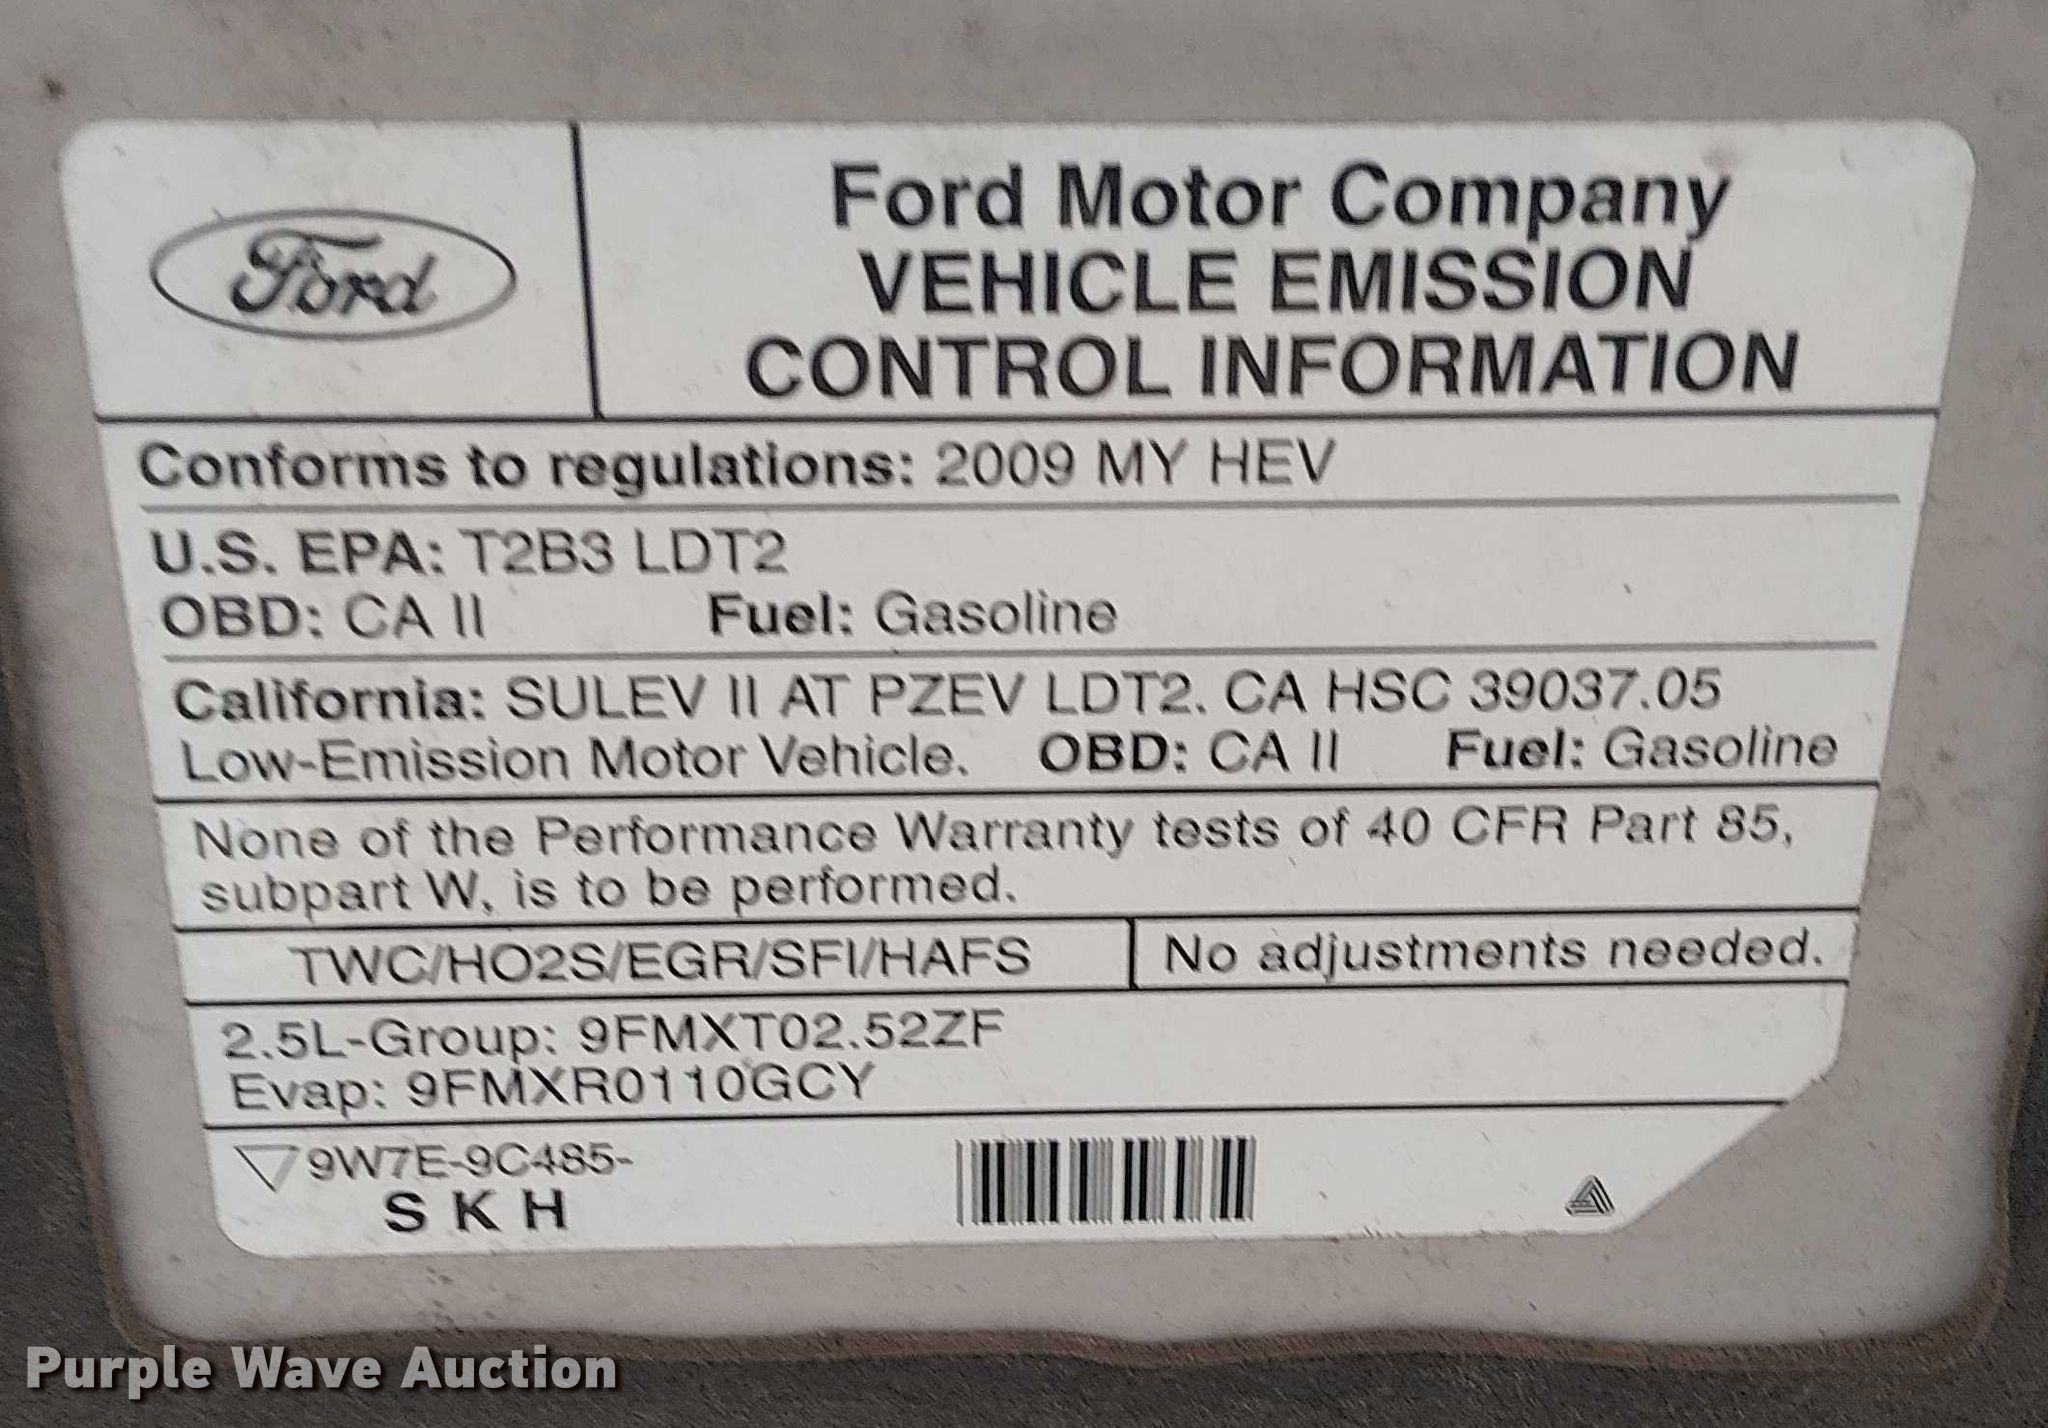 Ford
Ford Motor Company
VEHICLE EMISSION
CONTROL INFORMATION
Conforms to regulations: 2009 MY HEV
U.S. EPA: T2B3 LDT2
OBD: CA II Fuel: Gasoline
California: SULEV II AT PZEV LDT2. CA HSC 39037.05
Low-Emission Motor Vehicle. OBD: CA II Fuel: Gasoline
None of the Performance Warranty tests of 40 CFR Part 85,
subpart W, is to be performed.
TWC/HO2S/EGR/SFI/HAFS No adjustments needed.
2.5L-Group: 9FMXT02.52ZF
Evap: 9FMXR0110GCY
9W7E-9C485-
S K H
Purple Wave Auction